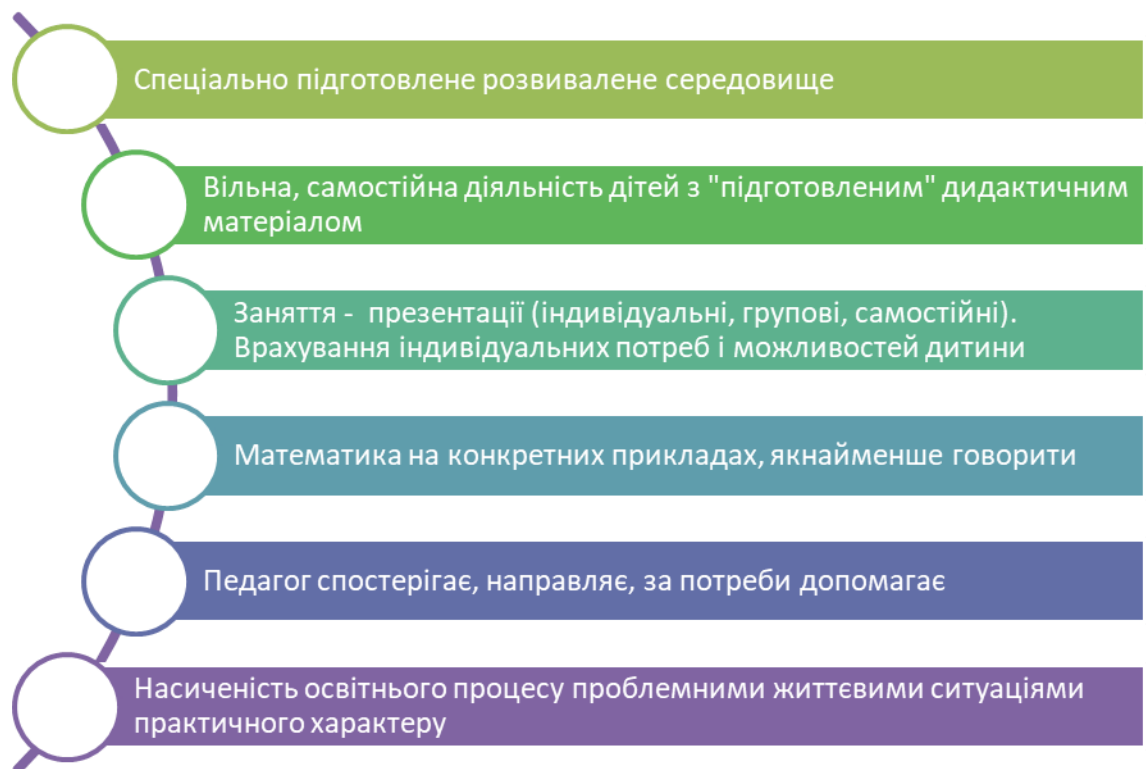 Спеціально підготовлене розвивалене середовище
Вільна, самостійна діяльність дітей з "підготовленим" дидактичним
матеріалом
Заняття - презентації (індивідуальні, групові, самостійні).
Врахування індивідуальних потреб і можливостей дитини
Математика на конкретних прикладах, якнайменше говорити
Педагог спостерігає, направляє, за потреби допомагає
Насиченість освітнього процесу проблемними життєвими ситуаціями
практичного характеру